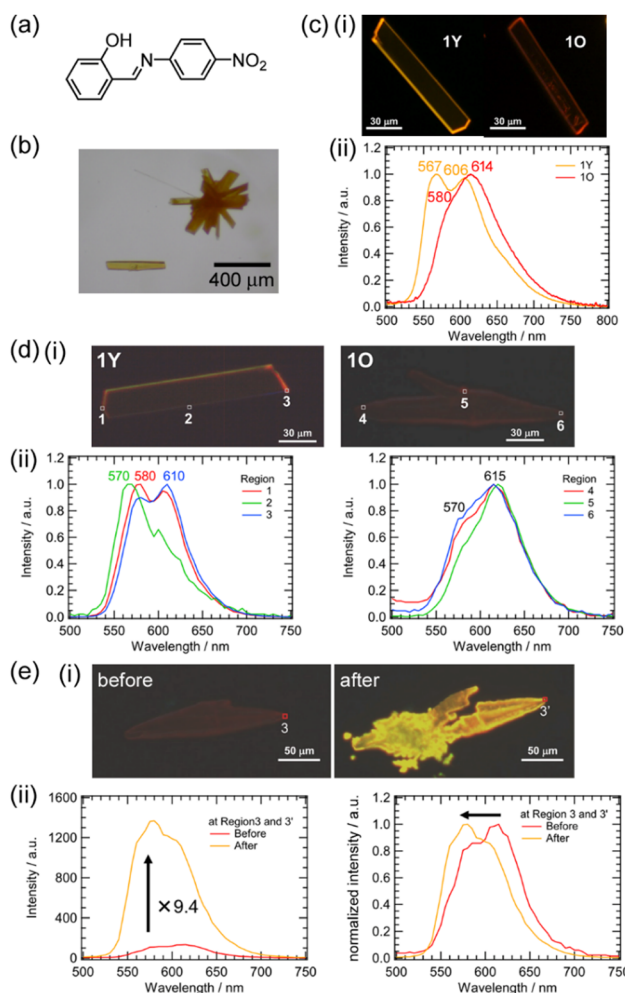 (a)
OH
N
NO2
(b)
400 μm
(c) (i)
1Y
1O
30 μm
30 μm
(ii)
567 606 614
580
1Y
1O
Intensity / a.u.
1.2
1.0
0.8
0.6
0.4
0.2
0.0
500 550 600 650 700 750 800
Wavelength / nm
(d) (i)
1Y
1
2
3
30 μm
1O
4
5
6
30 μm
(ii)
570 580 610
Region
1
2
3
Intensity / a.u.
1.2
1.0
0.8
0.6
0.4
0.2
0.0
500 550 600 650 700 750
Wavelength / nm
615
570
Region
4
5
6
Intensity / a.u.
1.2
1.0
0.8
0.6
0.4
0.2
0.0
500 550 600 650 700 750
Wavelength / nm
(e) (i)
before
3
50 μm
after
3'
50 μm
(ii)
at Region3 and 3'
Before
After
×9.4
Intensity / a.u.
1600
1200
800
400
0
500 550 600 650 700 750
Wavelength / nm
at Region 3 and 3'
Before
After
normalized intensity / a.u.
1.2
1.0
0.8
0.6
0.4
0.2
0.0
500 550 600 650 700 750
Wavelength / nm